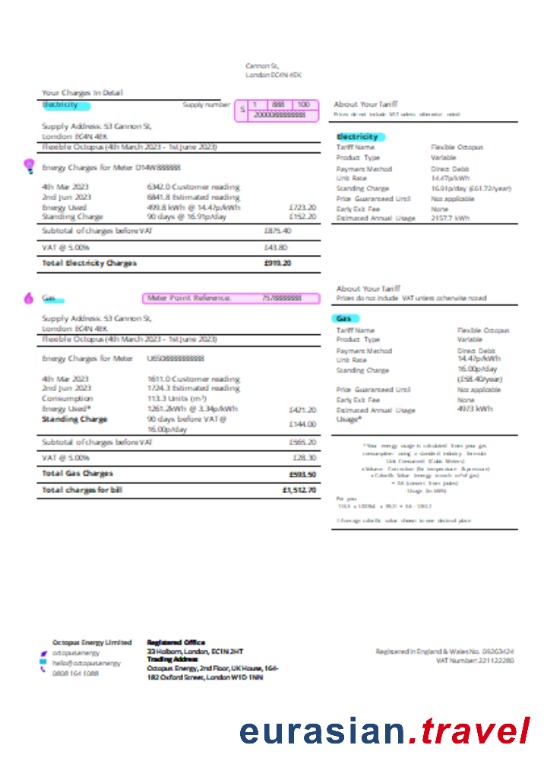 Cannon St,
London EC4N 4EK
Your Charges In Detail
Electricity
Supply number
S 1 888 100
2000088888888
Supply Address. 53 Cannon St,
London EC4N 4EK
Flexible Octopus (4th March 2023 - 1st June 2023)
Energy Charges for Meter D14W888888
4th Mar 2023 6342.0 Customer reading
2nd Jun 2023 6841.8 Estimated reading
Energy Used 499.8 kWh @ 14.47p/kWh £723.20
Standing Charge 90 days @ 16.91p/day £152.20
Subtotal of charges before VAT £875.40
VAT @ 5.00% £43.80
Total Electricity Charges £919.20
About Your Tariff
Prices do not include VAT unless otherwise noted
Electricity
Tariff Name Flexible Octopus
Product Type Variable
Payment Method Direct Debit
Unit Rate 14.47p/kWh
Standing Charge 16.91p/day (£61.72/year)
Price Guaranteed Until Not applicable
Early Exit Fee None
Estimated Annual Usage 2157.7 kWh
Gas
Meter Point Reference. 7578888888
Supply Address. 53 Cannon St,
London EC4N 4EK
Flexible Octopus (4th March 2023 - 1st June 2023)
Energy Charges for Meter
4th Mar 2023 1611.0 Customer reading
2nd Jun 2023 1724.3 Estimated reading
Consumption 113.3 Units (m³)
Energy Used* 1261.2kWh @ 3.34p/kWh £421.20
Standing Charge 90 days before VAT @
16.00p/day £144.00
Subtotal of charges before VAT £565.20
VAT @ 5.00% £28.30
Total Gas Charges £593.50
Total charges for bill £1,512.70
About Your Tariff
Prices do not include VAT unless otherwise noted
Gas
Tariff Name Flexible Octopus
Product Type Variable
Payment Method Direct Debit
Unit Rate 14.47p/kWh
Standing Charge 16.00p/day
(£58.40/year)
Price Guaranteed Until Not applicable
Early Exit Fee None
Estimated Annual 4973 kWh
Usage*
*Your energy usage is calculated from your gas
consumption using a standard industry formula
Unit Consumed (Cubic Meters)
x Volume Correction (for temperature & pressure)
x Calorific Value (energy in each m³ of gas)
÷ 3.6 (convert from joules)
Usage (in kWh)
For you
† Average calorific value shown to one decimal place
Octopus Energy Limited
octopusenergy
hello@octopusenergy
0808 164 1088
Registered Office
33 Holborn, London, EC1N 2HT
Trading Address
Octopus Energy, 2nd Floor, UK House, 164-
182 Oxford Street, London W1D 1NN
Registered in England & Wales No. 09263424
VAT Number: 221122280
eurasian.travel